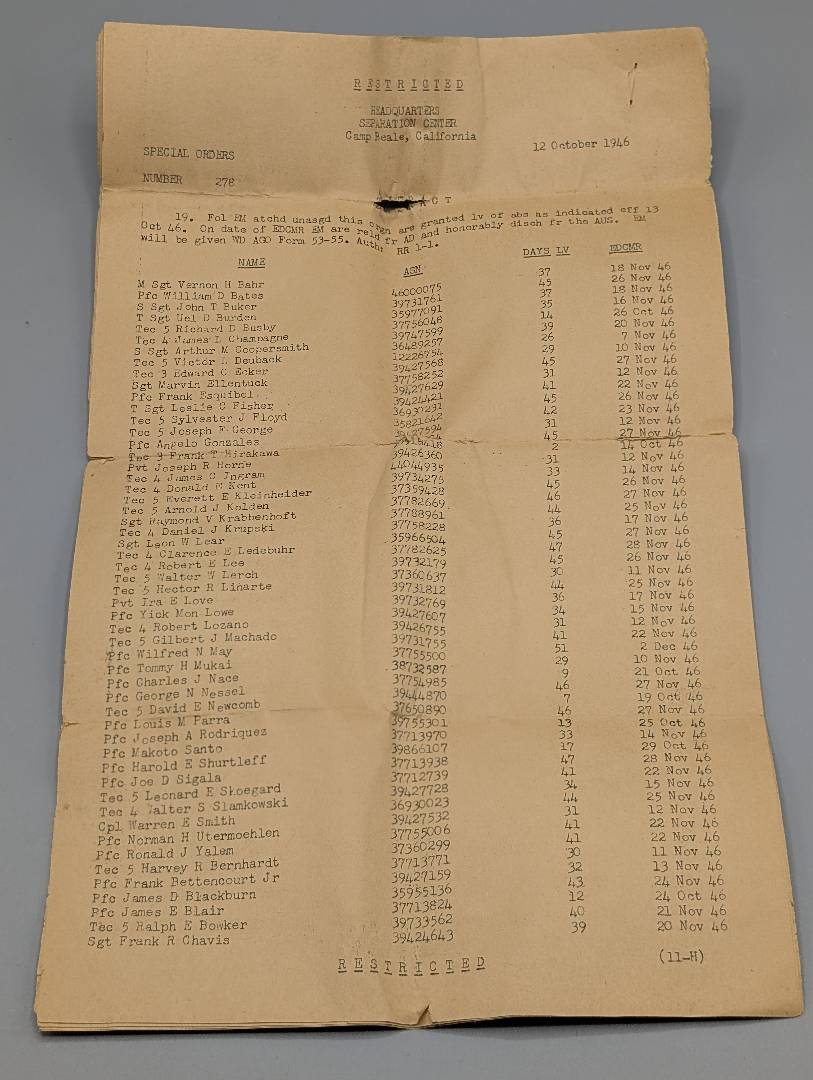 RESTRICTED
HEADQUARTERS
SEPARATION CENTER
Camp Beale, California
12 October 1946
SPECIAL ORDERS
NUMBER 278
19. Fol EM atchd unasgd this orgn are granted lv of abs as indicated eff 13
Oct 46. On date of EDCMR EM are reld fr AD and honorably disch fr the AUS. EM
will be given WD AGO Form 53-55. Auth: RR 1-1.
NAME
M Sgt Vernon H Bahr
Pfc William D Bates
S Sgt John T Buker
T Sgt Uel D Burden
Tec 5 Richard D Busby
Tec 4 James L Champagne
S Sgt Arthur M Coopersmith
Tec 5 Victor Deuback
Tec 3 Edward C Ecker
Sgt Marvin Ellentuck
Pfc Frank Esquibel
T Sgt Leslie C Fisher
Tec 5 Sylvester J Floyd
Tec 5 Joseph F George
Pfc Angelo Gonzales
Tec 3 Frank T Hirakawa
Pvt Joseph R Horne
Tec 4 James C Ingram
Tec 4 Donald E Kent
Tec 5 Everett E Kleinheider
Tec 5 Arnold J Kolden
Sgt Raymond V Krabbenhoft
Tec 4 Daniel J Krupski
Sgt Leon W Lear
Tec 4 Clarence E Ledebuhr
Tec 4 Robert E Lee
Tec 5 Walter W Lerch
Tec 5 Hector R Linarte
Pvt Ira E Love
Pfc Yick Mon Lowe
Tec 4 Robert Lozano
Tec 5 Gilbert J Machado
Pfc Wilfred N May
Pfc Tommy H Mukai
Pfc Charles J Nace
Pfc George N Nessel
Tec 5 David E Newcomb
Pfc Louis M Parra
Pfc Joseph A Rodriquez
Pfc Makoto Santo
Pfc Harold E Shurtleff
Pfc Joe D Sigala
Tec 5 Leonard E Skoegard
Tec 4 Walter S Slamkowski
Cpl Warren E Smith
Pfc Norman H Utermoehlen
Pfc Ronald J Yalem
Tec 5 Harvey R Bernhardt
Pfc Frank Bettencourt Jr
Pfc James D Blackburn
Pfc James E Blair
Tec 5 Ralph E Bowker
Sgt Frank R Chavis
ASN
46000075
39731761
35977091
37756048
39747599
36489257
12226754
39427568
37758252
39427629
39424421
36930231
35821642
39427594
39426360
44044935
39734275
37359428
37782669
37788961
37758228
35966504
37782625
39732179
37360637
39731812
39732769
39427607
39426755
39731755
37755500
38732587
37754985
39444870
37650890
39755301
37713970
39866107
37713938
37712739
39427728
36930023
39427532
37755006
37360299
37713771
39427159
35955136
37713824
39733562
39424643
DAYS LV
37
45
37
35
14
39
26
29
45
31
41
45
42
31
45
2
31
33
45
46
44
36
45
47
45
30
44
36
34
31
41
51
29
9
46
7
46
13
33
17
47
41
34
44
31
41
41
30
32
43
12
40
39
EDCMR
18 Nov 46
26 Nov 46
18 Nov 46
16 Nov 46
26 Oct 46
20 Nov 46
7 Nov 46
10 Nov 46
27 Nov 46
12 Nov 46
22 Nov 46
26 Nov 46
23 Nov 46
12 Nov 46
27 Nov 46
14 Oct 46
12 Nov 46
14 Nov 46
26 Nov 46
27 Nov 46
25 Nov 46
17 Nov 46
27 Nov 46
28 Nov 46
26 Nov 46
11 Nov 46
25 Nov 46
17 Nov 46
15 Nov 46
12 Nov 46
22 Nov 46
2 Dec 46
10 Nov 46
21 Oct 46
27 Nov 46
19 Oct 46
27 Nov 46
25 Oct 46
14 Nov 46
29 Oct 46
28 Nov 46
22 Nov 46
15 Nov 46
25 Nov 46
12 Nov 46
22 Nov 46
22 Nov 46
11 Nov 46
13 Nov 46
24 Nov 46
24 Oct 46
21 Nov 46
20 Nov 46
RESTRICTED
(11-H)